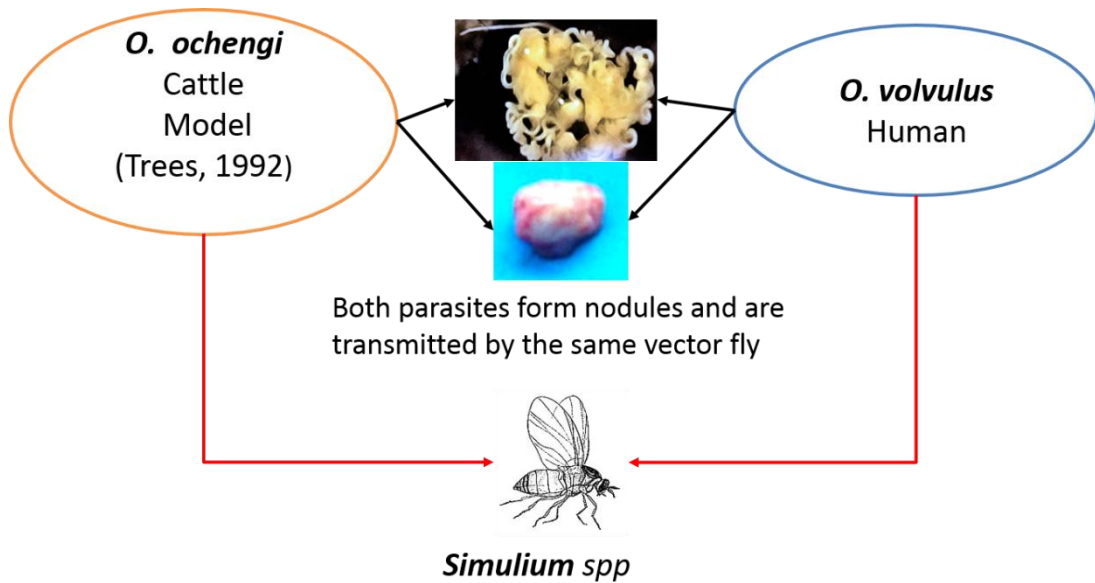 O. ochengi
Cattle
Model
(Trees, 1992)
O. volvulus
Human
Both parasites form nodules and are
transmitted by the same vector fly
Simulium spp